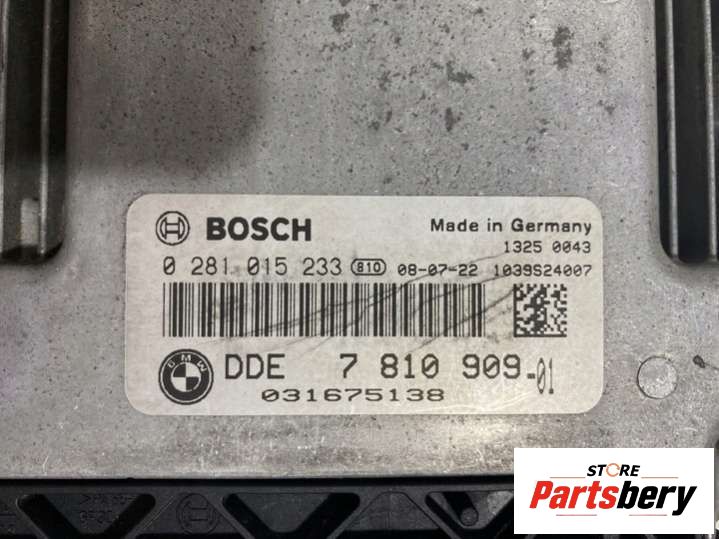 BOSCH Made in Germany
1325 0043
0 281 015 233 810 08-07-22 1039S24007
BMW DDE 7 810 909-01
031675138
STORE
Partsbery